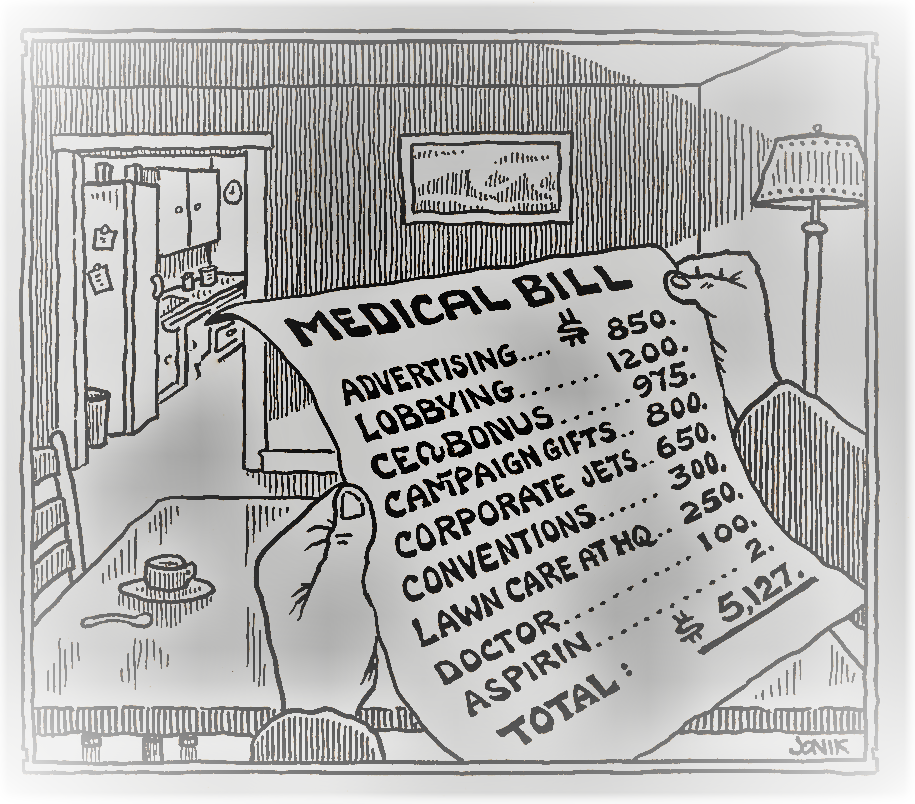 MEDICAL BILL
ADVERTISING.... $ 850.
LOBBYING....... 1200.
CEO BONUS...... 975.
CAMPAIGN GIFTS.. 800.
CORPORATE JETS.. 650.
CONVENTIONS..... 300.
LAWN CARE AT HQ.. 250.
DOCTOR......... 100.
ASPIRIN......... 2.
TOTAL: $ 5,127.
JONIK